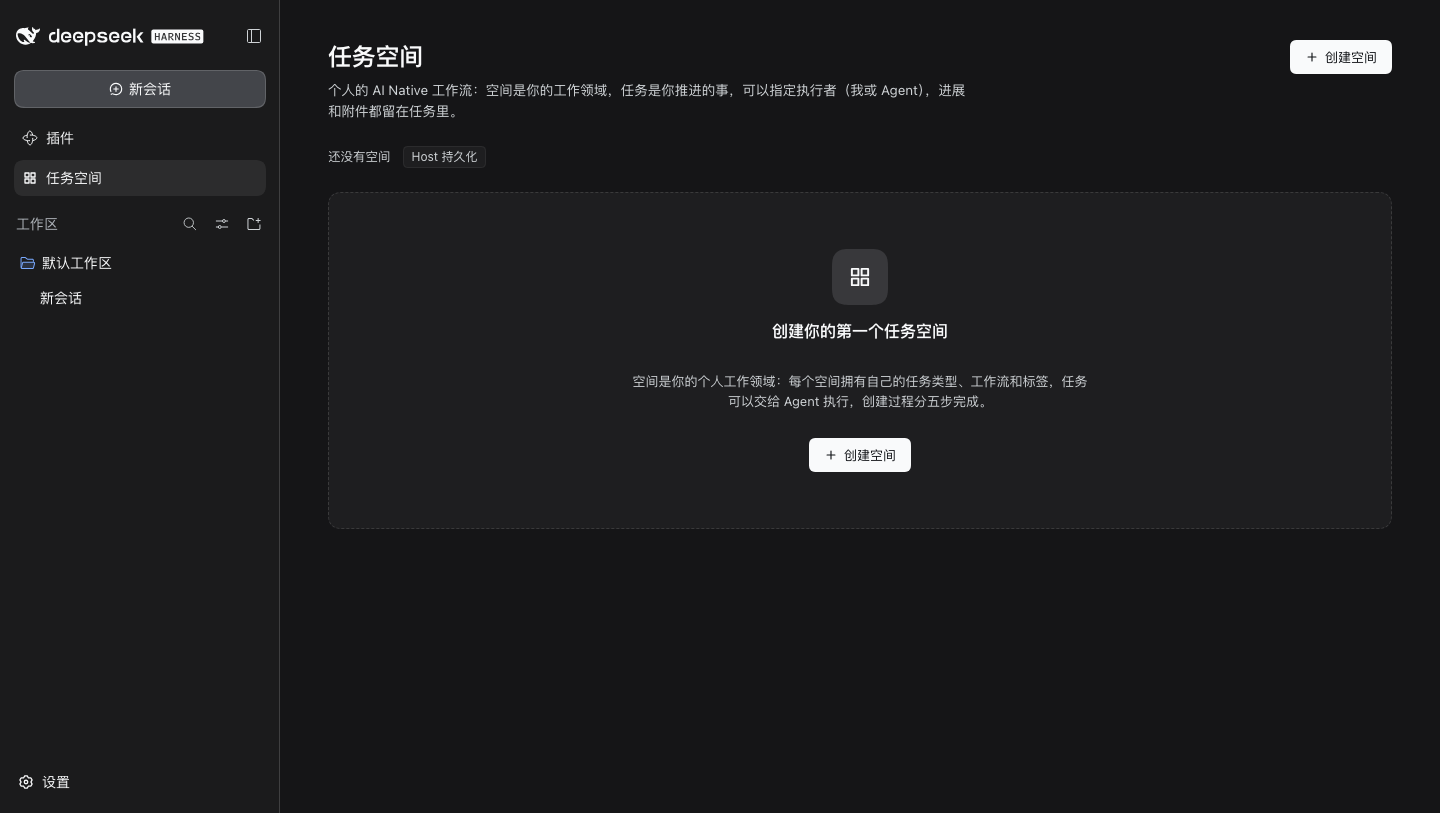 deepseek HARNESS
新会话
插件
任务空间
工作区
默认工作区
新会话
设置
任务空间
创建空间
个人的 AI Native 工作流：空间是你的工作领域，任务是你推进的事，可以指定执行者（我或 Agent），进展
和附件都留在任务里。
还没有空间 Host 持久化
创建你的第一个任务空间
空间是你的个人工作领域：每个空间拥有自己的任务类型、工作流和标签，任务
可以交给 Agent 执行，创建过程分五步完成。
创建空间